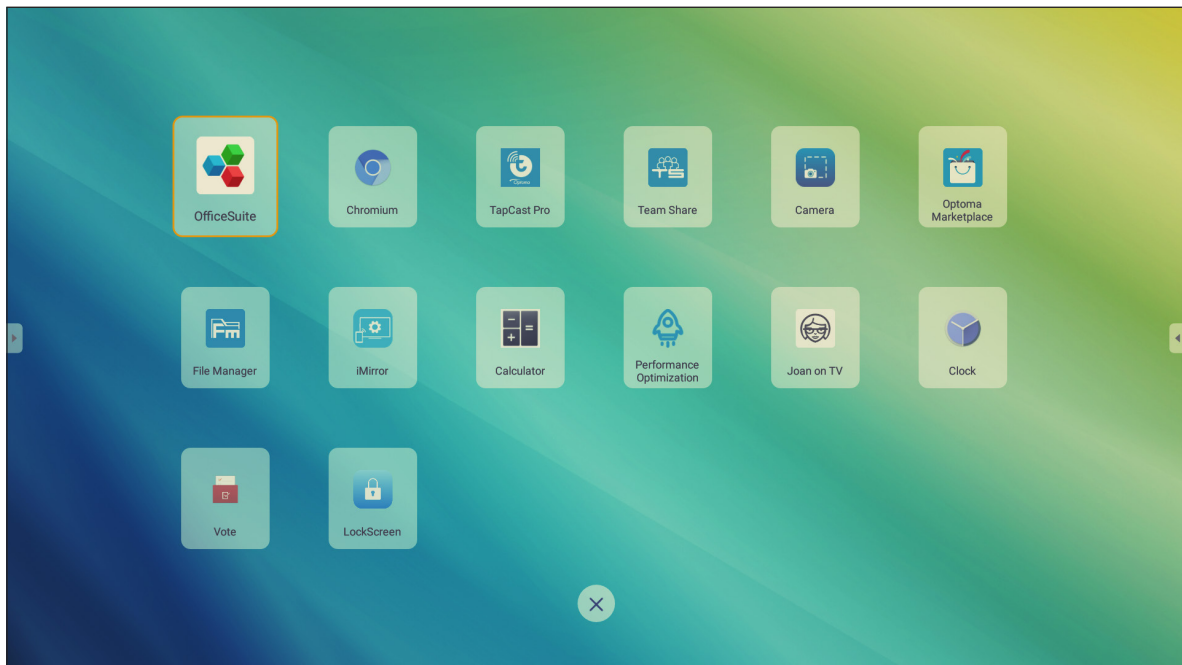 OfficeSuite
Chromium
TapCast Pro
Team Share
Camera
Optoma
Marketplace
File Manager
iMirror
Calculator
Performance
Optimization
Joan on TV
Clock
Vote
LockScreen